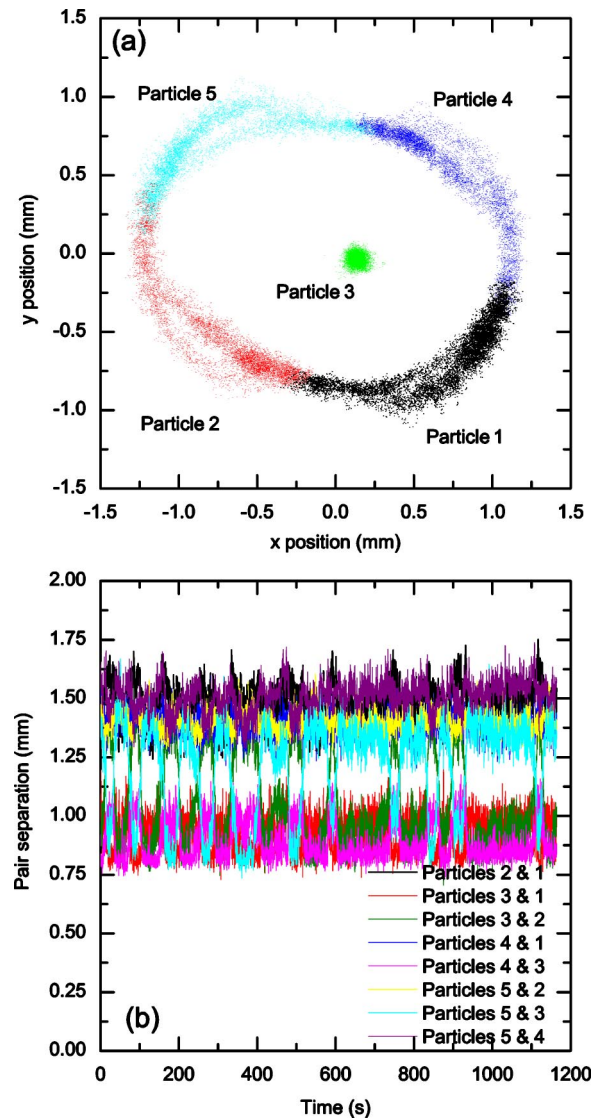 (a)
Particle 5
Particle 4
Particle 3
Particle 2
Particle 1
y position (mm)
1.5
1.0
0.5
0.0
-0.5
-1.0
-1.5
-1.5 -1.0 -0.5 0.0 0.5 1.0 1.5
x position (mm)
Pair separation (mm)
2.00
1.75
1.50
1.25
1.00
0.75
0.50
0.25
0.00
Particles 2 & 1
Particles 3 & 1
Particles 3 & 2
Particles 4 & 1
Particles 4 & 3
Particles 5 & 2
Particles 5 & 3
Particles 5 & 4
(b)
0 200 400 600 800 1000 1200
Time (s)